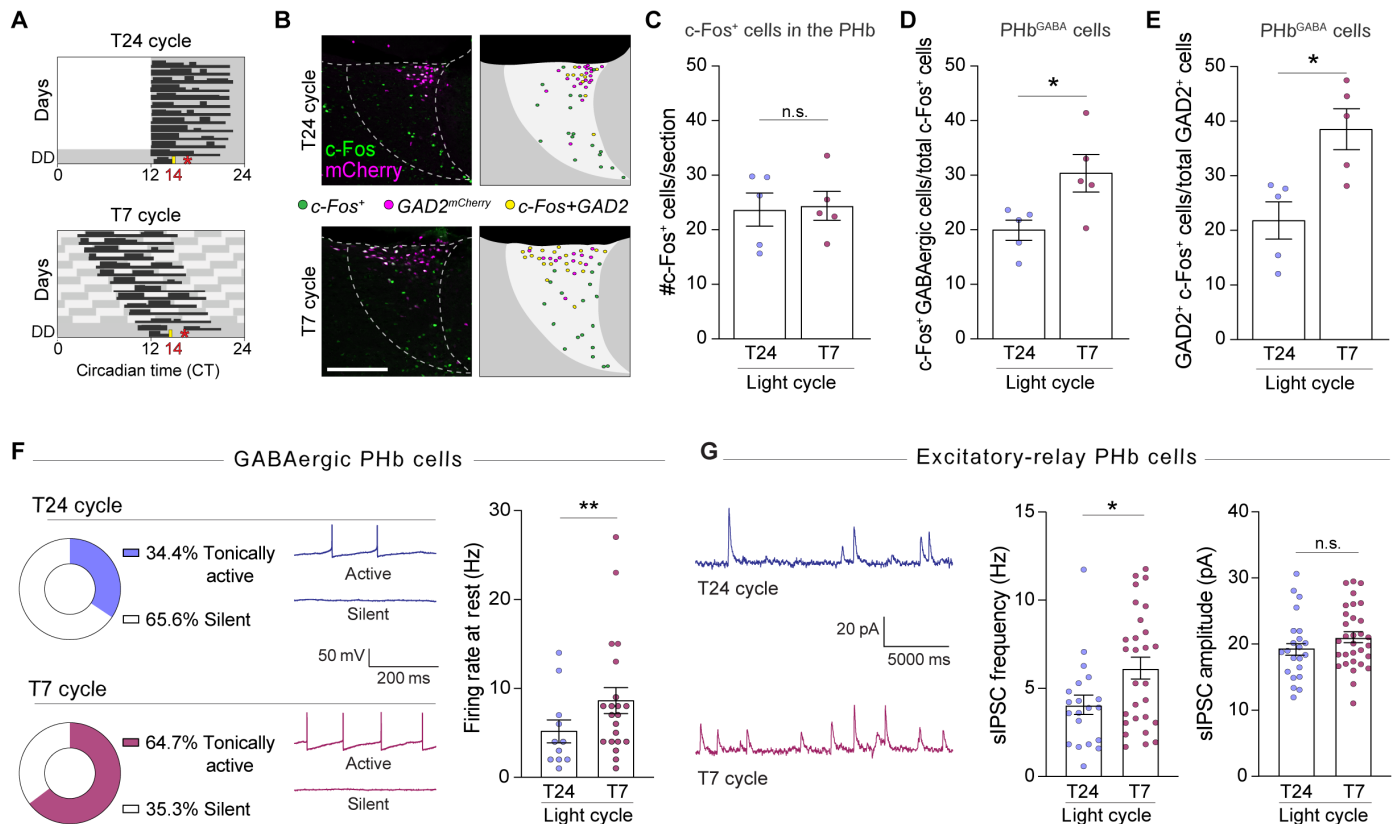 A
T24 cycle
Days
DD
0
12
14
*
24
T7 cycle
Days
DD
0
12
14
*
24
Circadian time (CT)
B
T24 cycle
c-Fos
mCherry
c-Fos⁺
GAD2ᵐᶜʰᵉʳʳʸ
c-Fos+GAD2
T7 cycle
C
c-Fos⁺ cells in the PHb
#c-Fos⁺ cells/section
50
40
30
20
10
0
n.s.
T24
T7
Light cycle
D
PHbᴳᴬᴮᴬ cells
c-Fos⁺ GABAergic cells/total c-Fos⁺ cells
50
40
30
20
10
0
*
T24
T7
Light cycle
E
PHbᴳᴬᴮᴬ cells
GAD2⁺ c-Fos⁺ cells/total GAD2⁺ cells
50
40
30
20
10
0
*
T24
T7
Light cycle
F
GABAergic PHb cells
T24 cycle
34.4% Tonically
active
65.6% Silent
Active
Silent
50 mV
200 ms
T7 cycle
64.7% Tonically
active
35.3% Silent
Active
Silent
Firing rate at rest (Hz)
30
20
10
0
**
T24
T7
Light cycle
G
Excitatory-relay PHb cells
T24 cycle
20 pA
5000 ms
T7 cycle
sIPSC frequency (Hz)
15
10
5
0
*
T24
T7
Light cycle
sIPSC amplitude (pA)
40
30
20
10
0
n.s.
T24
T7
Light cycle